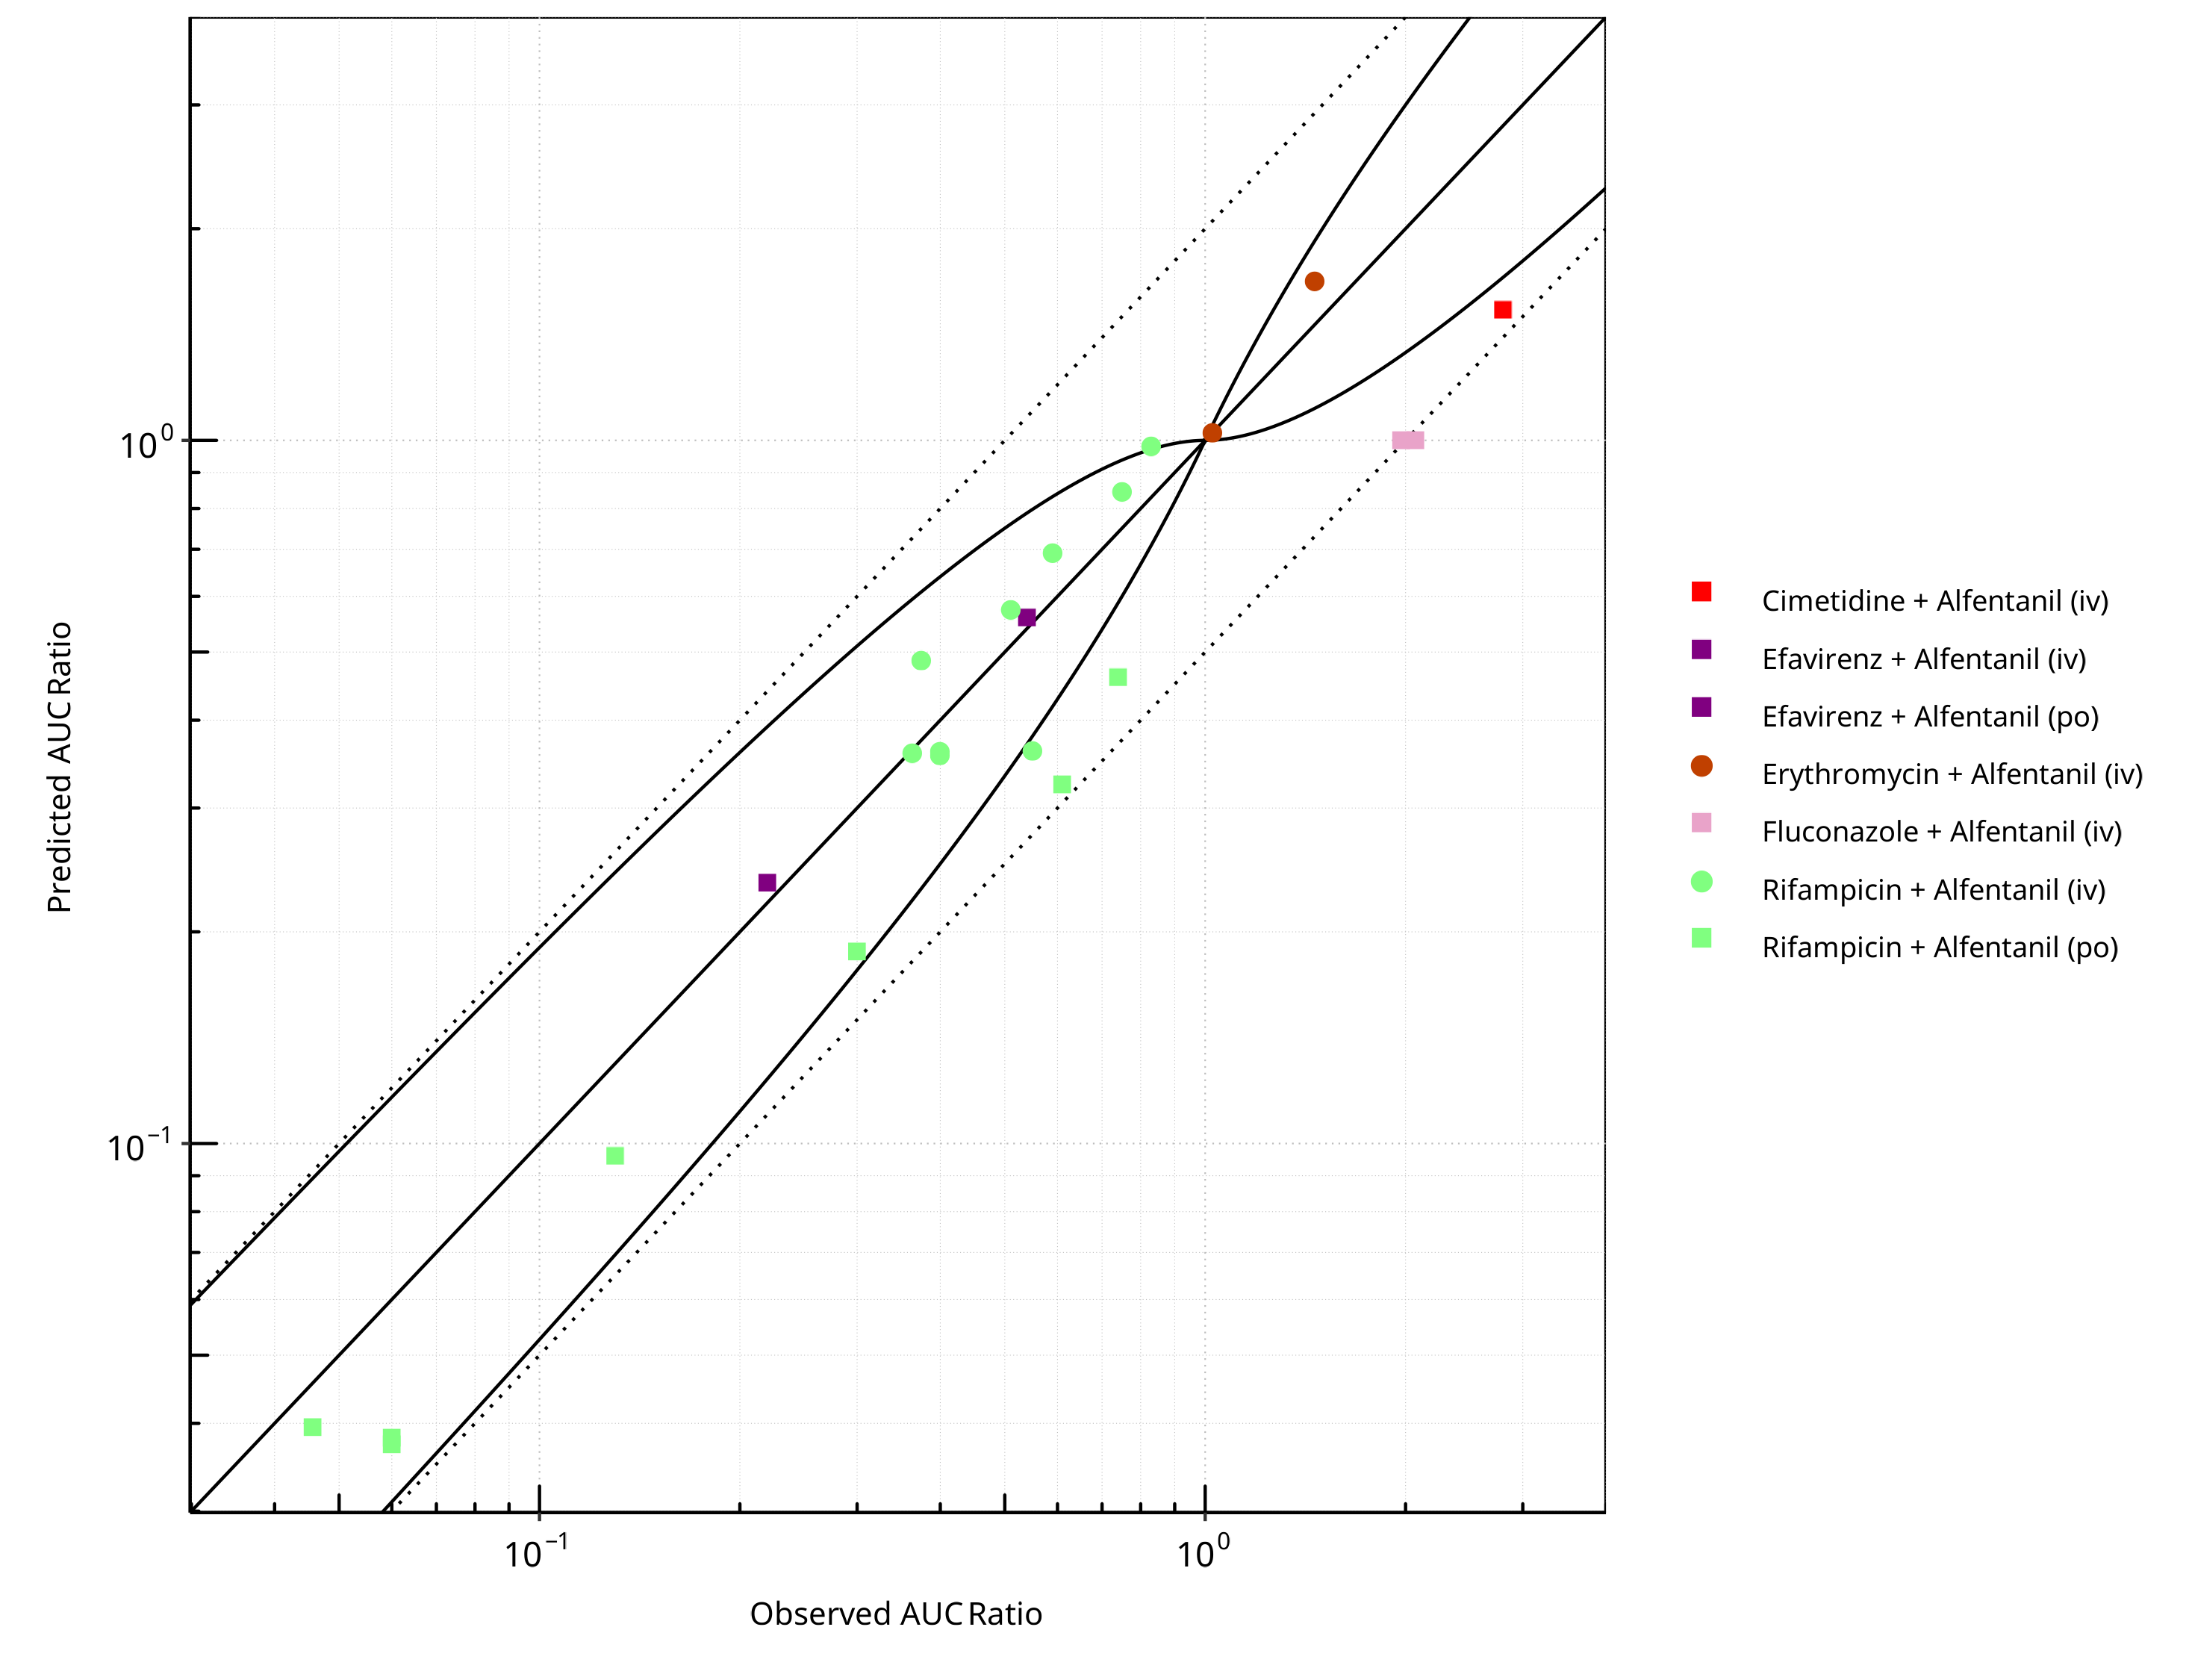 Predicted AUC Ratio
10⁰
10⁻¹
10⁻¹ 10⁰
Observed AUC Ratio
Cimetidine + Alfentanil (iv)
Efavirenz + Alfentanil (iv)
Efavirenz + Alfentanil (po)
Erythromycin + Alfentanil (iv)
Fluconazole + Alfentanil (iv)
Rifampicin + Alfentanil (iv)
Rifampicin + Alfentanil (po)